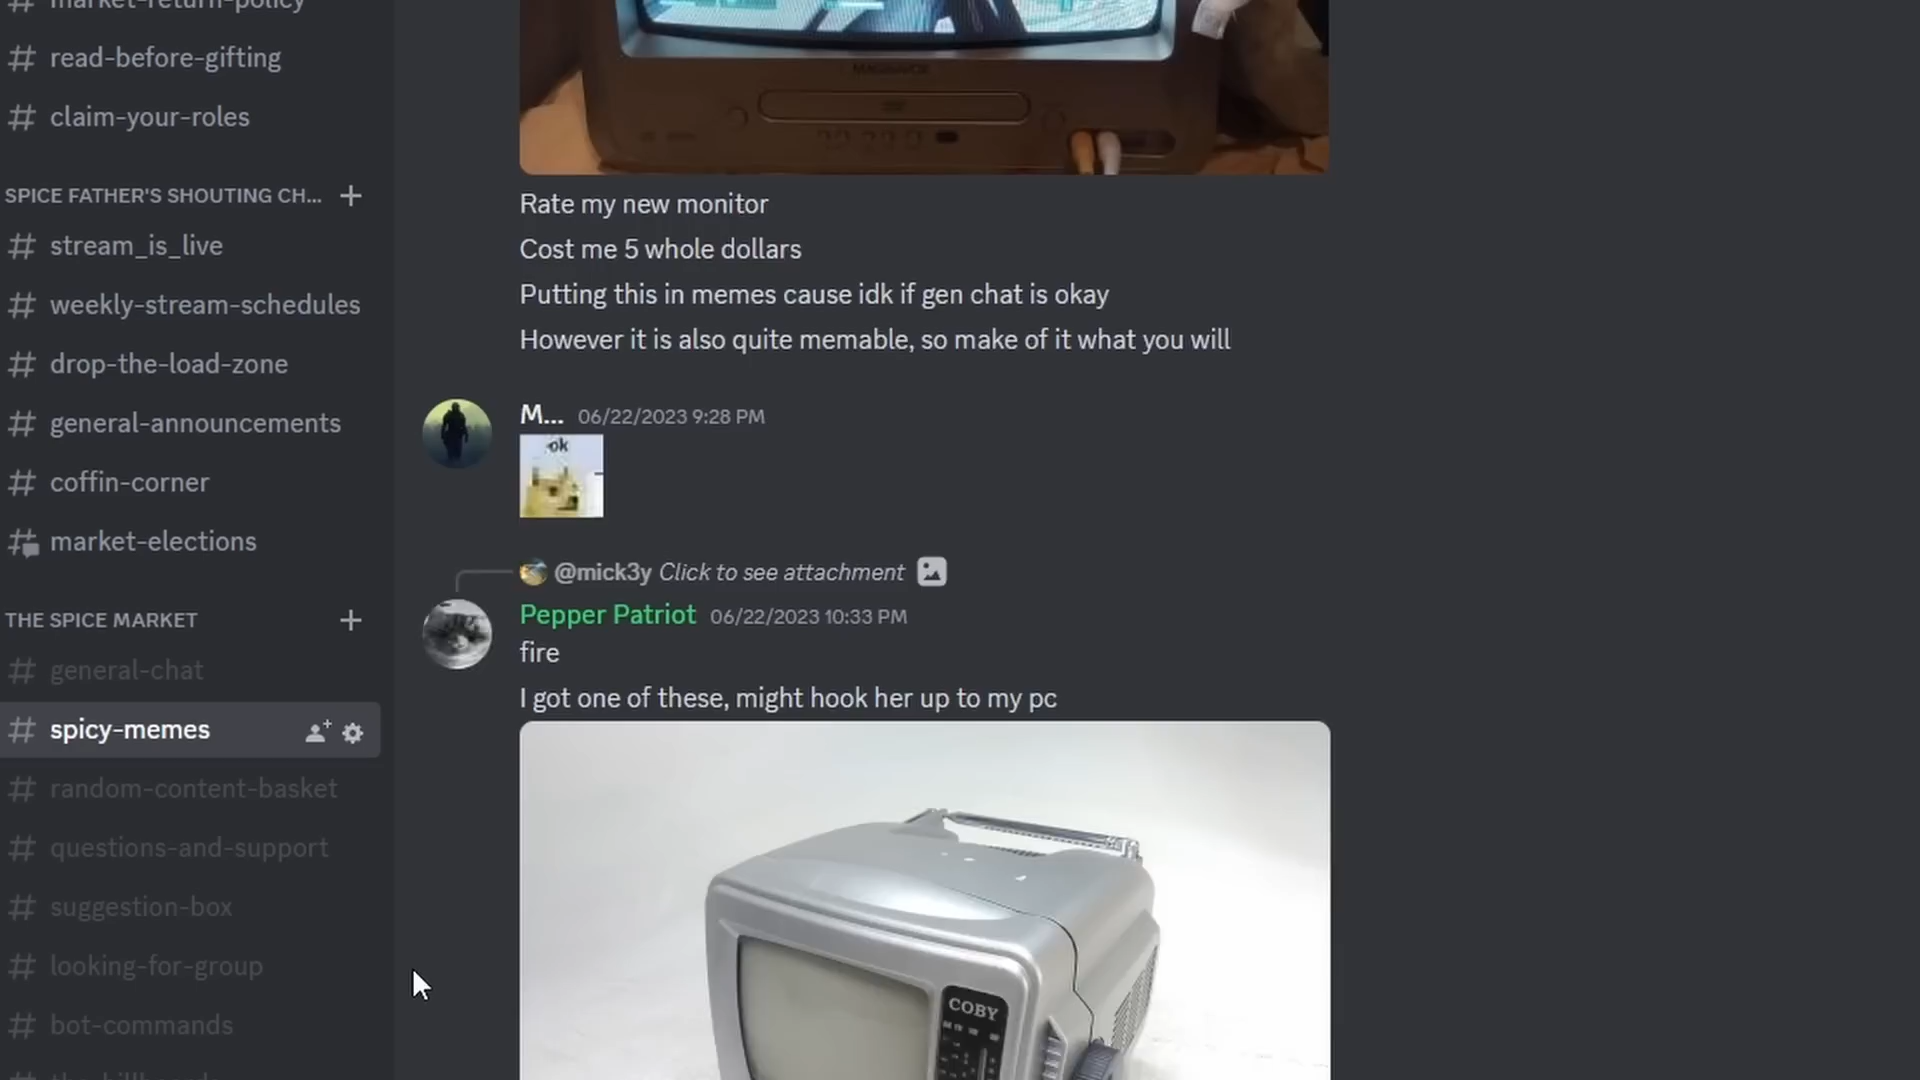 market-return-policy
read-before-gifting
claim-your-roles
SPICE FATHER'S SHOUTING CH...
stream_is_live
weekly-stream-schedules
drop-the-load-zone
general-announcements
coffin-corner
market-elections
THE SPICE MARKET
general-chat
spicy-memes
random-content-basket
questions-and-support
suggestion-box
looking-for-group
bot-commands
MAGNAVOX
Rate my new monitor
Cost me 5 whole dollars
Putting this in memes cause idk if gen chat is okay
However it is also quite memable, so make of it what you will
M... 06/22/2023 9:28 PM
ok
@mick3y Click to see attachment
Pepper Patriot 06/22/2023 10:33 PM
fire
I got one of these, might hook her up to my pc
COBY